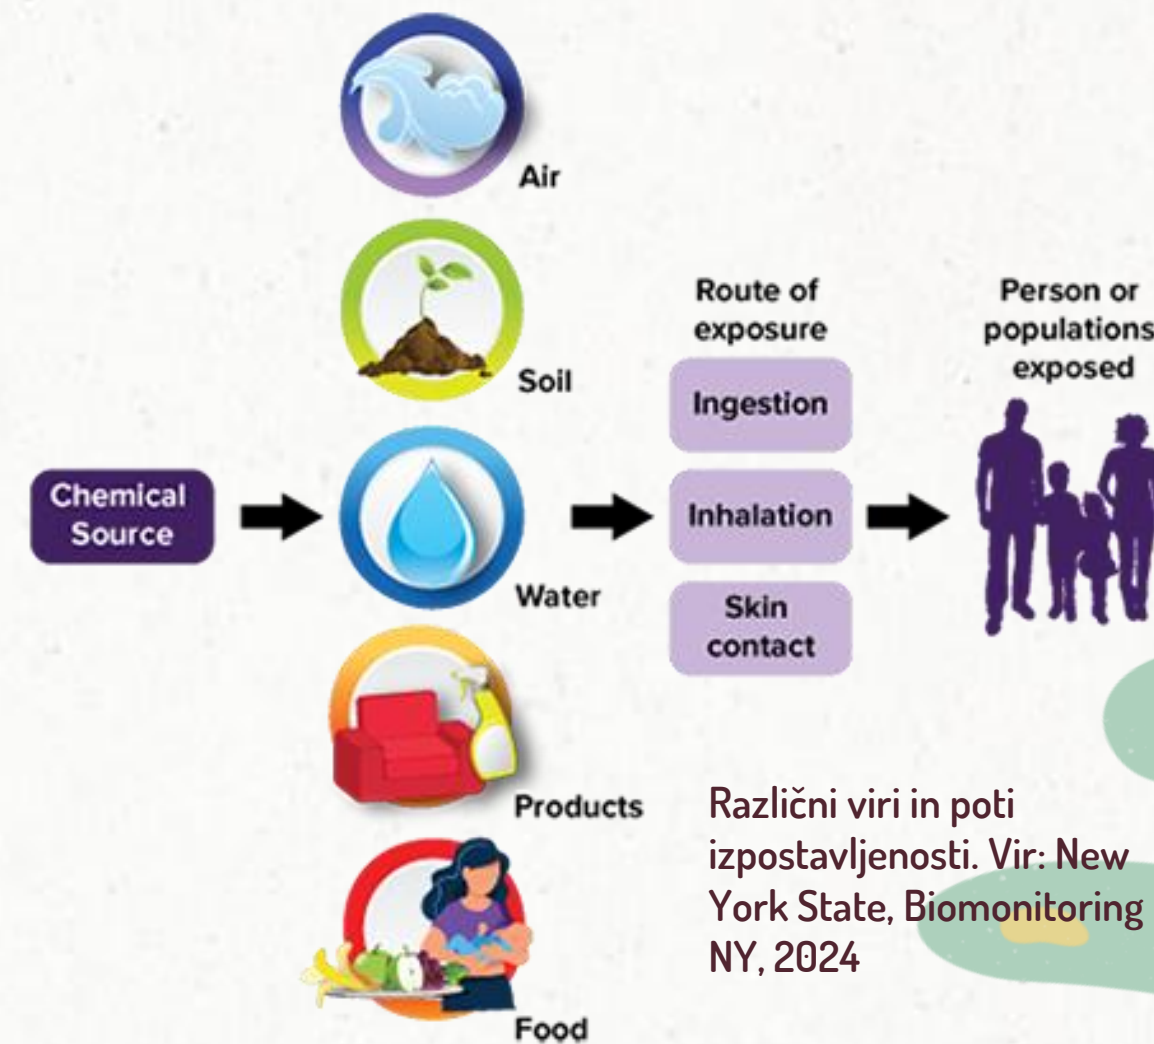 Chemical
Source
Air
Soil
Water
Products
Food
Route of
exposure
Ingestion
Inhalation
Skin
contact
Person or
populations
exposed
Različni viri in poti
izpostavljenosti. Vir: New
York State, Biomonitoring
NY, 2024